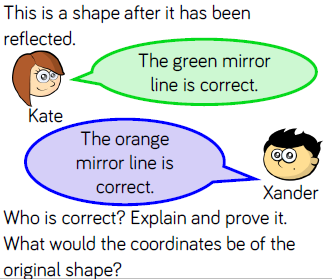 This is a shape after it has been
reflected.
The green mirror
line is correct.
Kate
The orange
mirror line is
correct.
Xander
Who is correct? Explain and prove it.
What would the coordinates be of the
original shape?